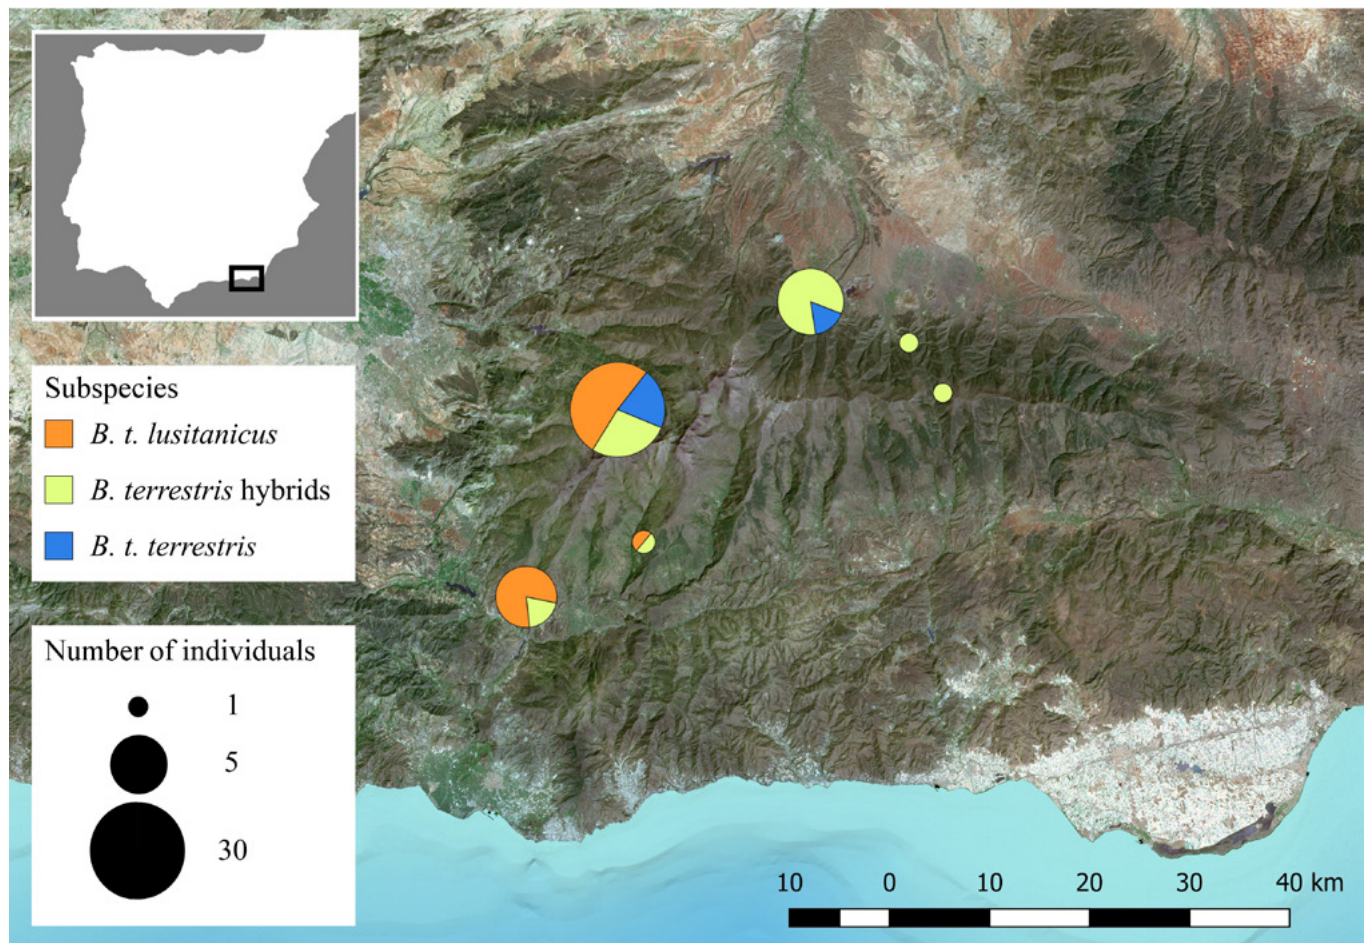 Subspecies
B. t. lusitanicus
B. terrestris hybrids
B. t. terrestris
Number of individuals
1
5
30
10 0 10 20 30 40 km